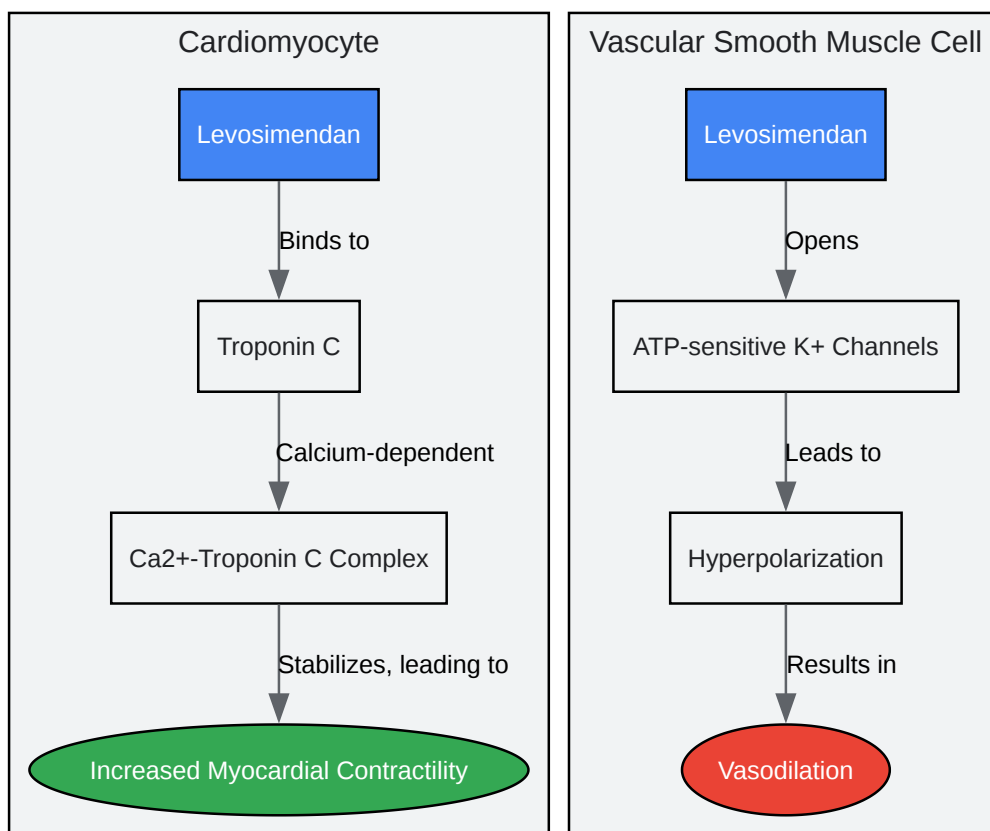 Cardiomyocyte
Levosimendan
Binds to
Troponin C
Calcium-dependent
Ca2+-Troponin C Complex
Stabilizes, leading to
Increased Myocardial Contractility
Vascular Smooth Muscle Cell
Levosimendan
Opens
ATP-sensitive K+ Channels
Leads to
Hyperpolarization
Results in
Vasodilation